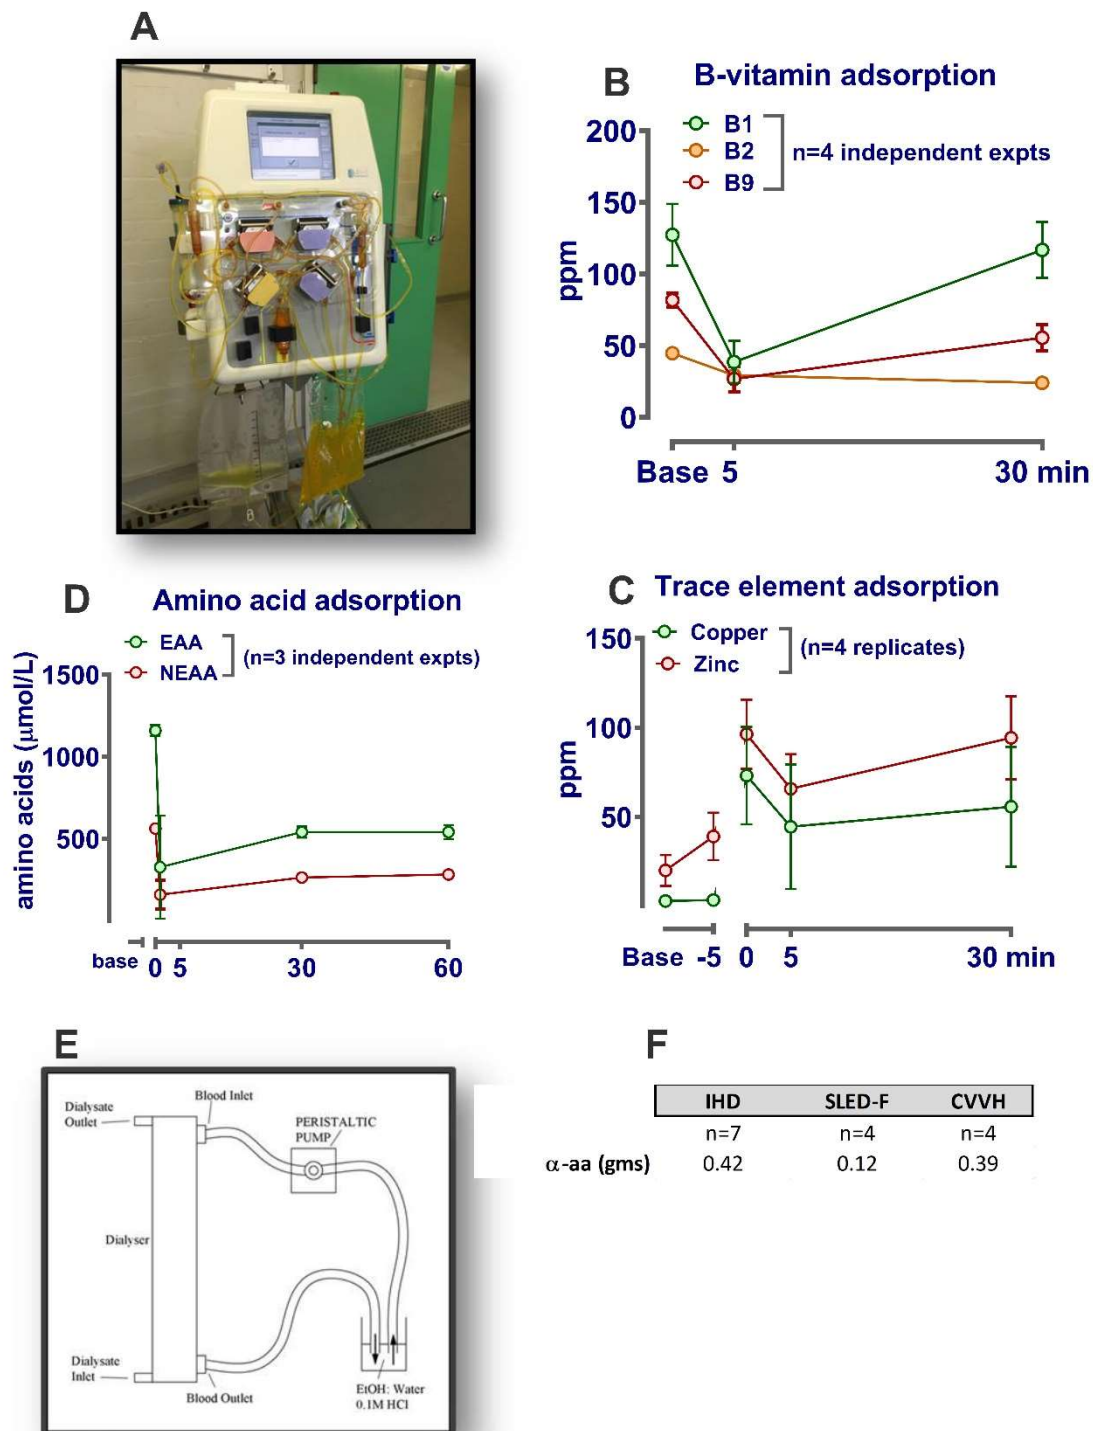 A
B
B-vitamin adsorption
B1
B2
B9
n=4 independent expts
ppm
200
150
100
50
0
Base 5 30 min
D
Amino acid adsorption
EAA
NEAA
(n=3 independent expts)
amino acids (μmol/L)
1500
1000
500
base 0 5 30 60
C
Trace element adsorption
Copper
Zinc
(n=4 replicates)
ppm
150
100
50
Base -5 0 5 30 min
E
Dialysate
Outlet
Blood Inlet
PERISTALTIC
PUMP
Dialyser
Dialysate
Inlet
Blood Outlet
EtOH: Water
0.1M HCl
F
IHD SLED-F CVVH
n=7 n=4 n=4
α-aa (gms) 0.42 0.12 0.39